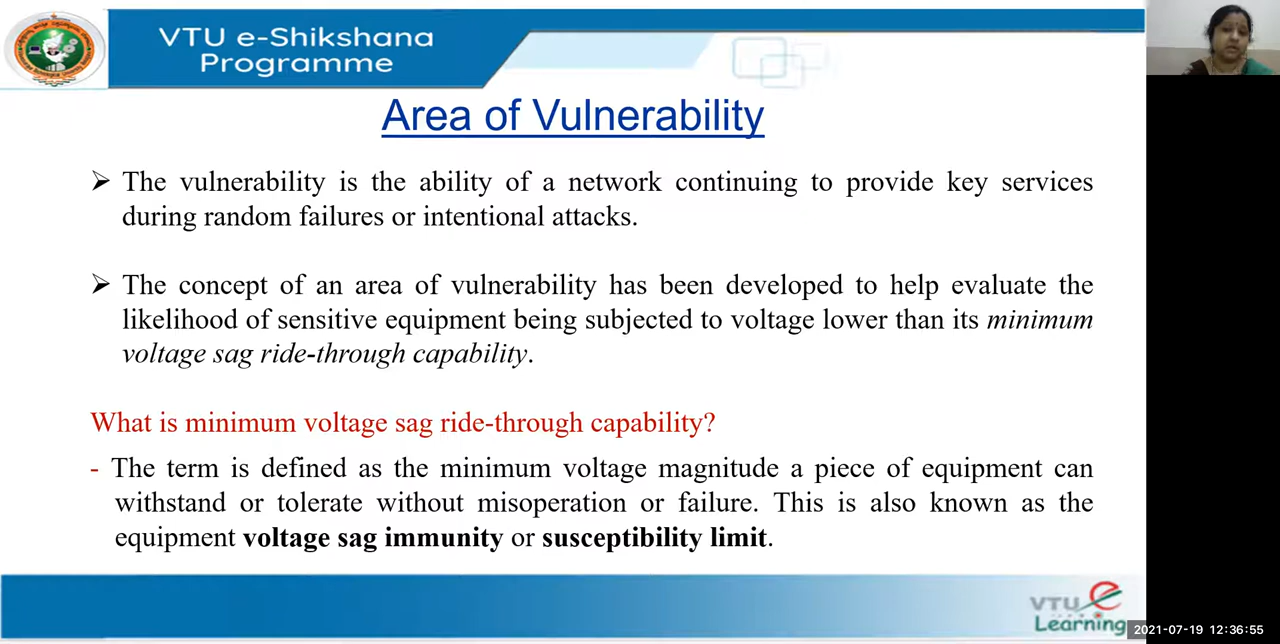 VTU e-Shikshana
Programme
Area of Vulnerability
➤ The vulnerability is the ability of a network continuing to provide key services
during random failures or intentional attacks.
➤ The concept of an area of vulnerability has been developed to help evaluate the
likelihood of sensitive equipment being subjected to voltage lower than its minimum
voltage sag ride-through capability.
What is minimum voltage sag ride-through capability?
- The term is defined as the minimum voltage magnitude a piece of equipment can
withstand or tolerate without misoperation or failure. This is also known as the
equipment voltage sag immunity or susceptibility limit.
VTU e
Learning
2021-07-19 12:36:55